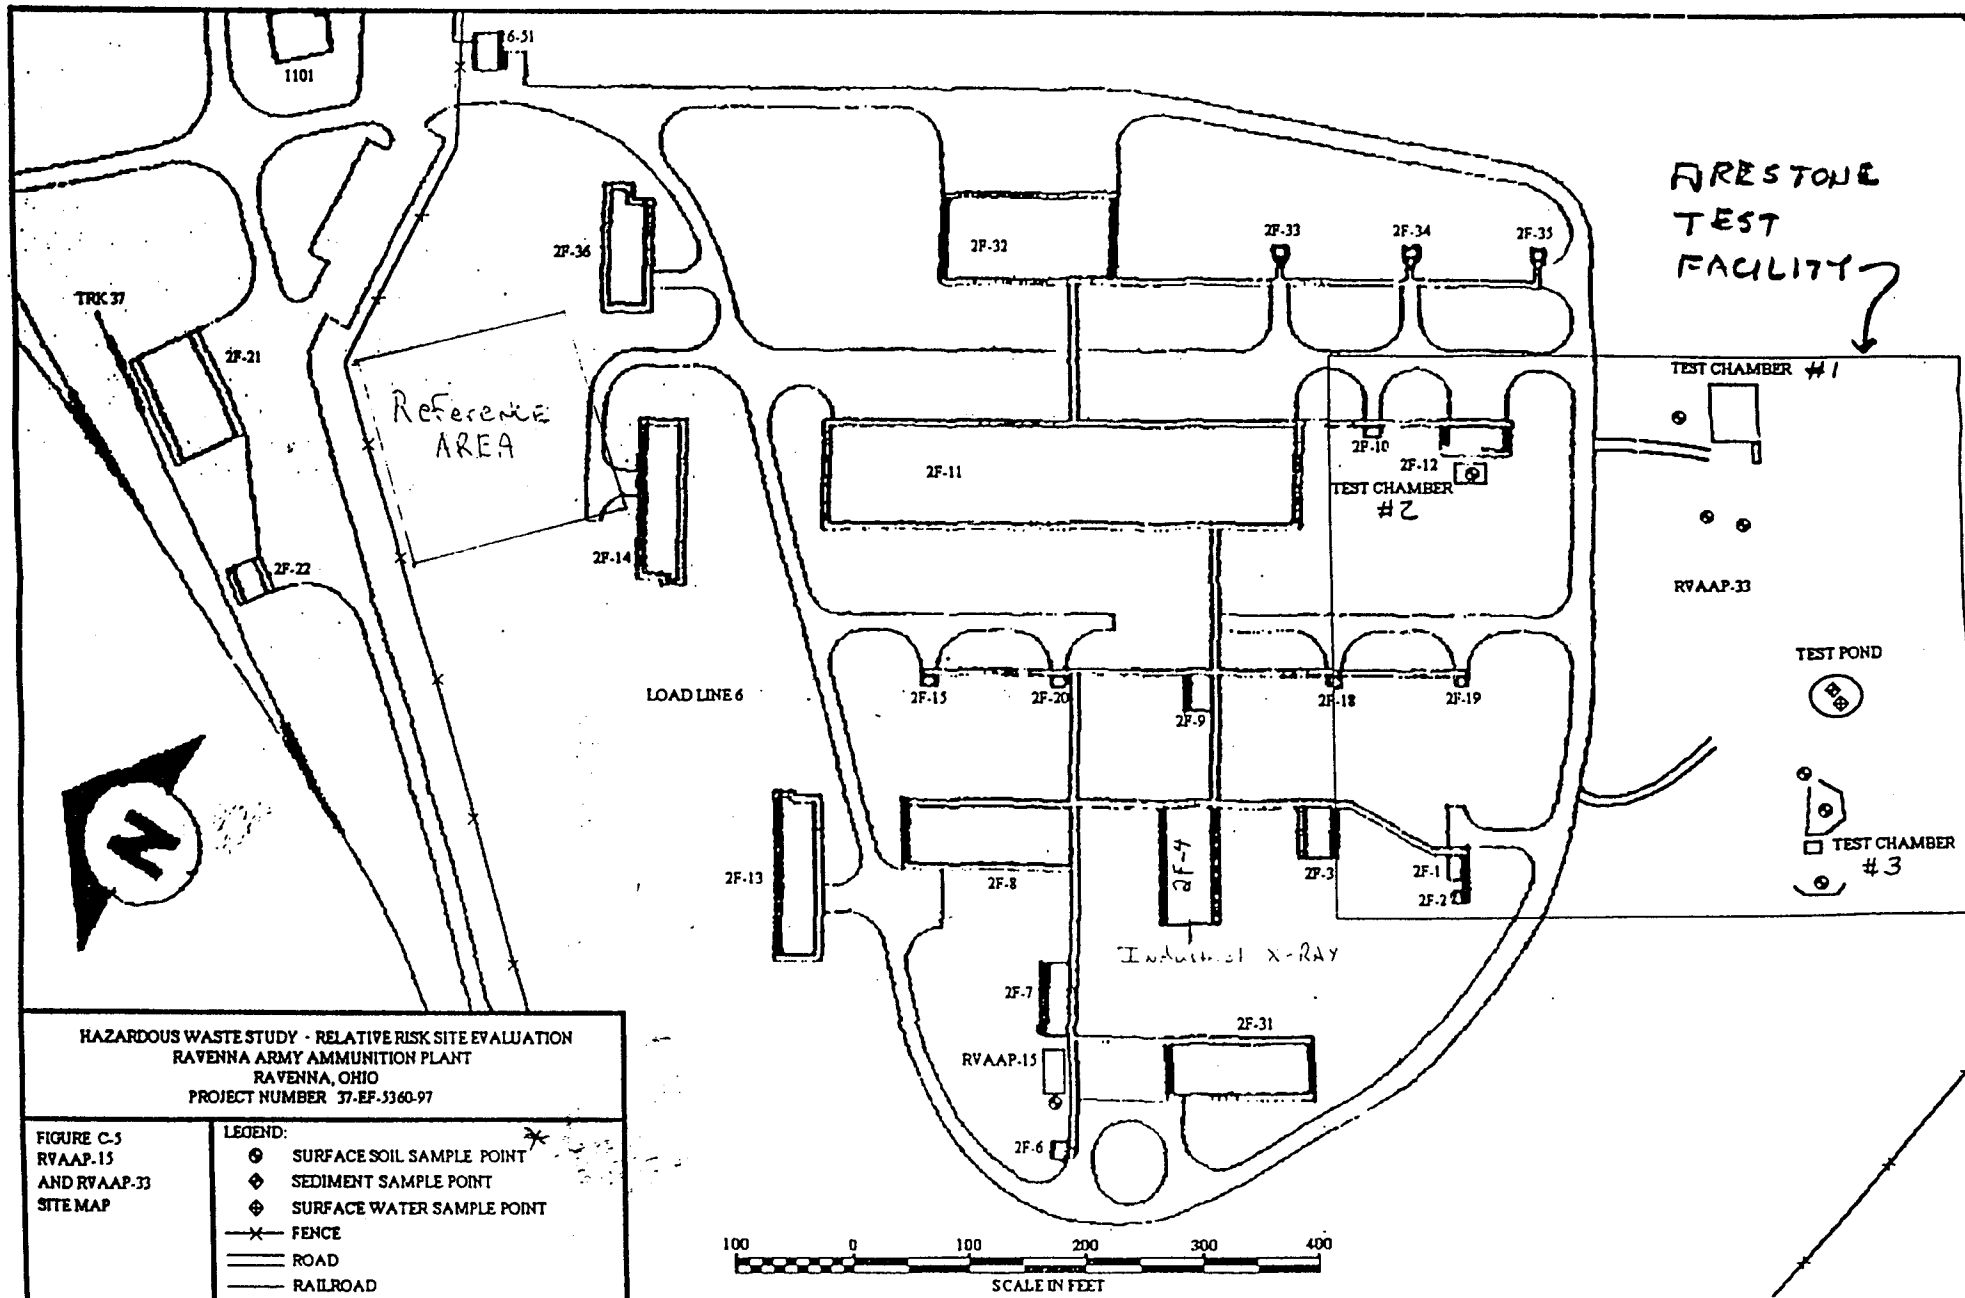 1101
6-51
FIRESTONE
TEST
FACILITY
2F-36
2F-32
2F-33
2F-34
2F-35
TRK 37
2F-21
Reference
AREA
TEST CHAMBER #1
2F-11
2F-10
2F-12
TEST CHAMBER
#2
2F-14
2F-22
RVAAP-33
TEST POND
LOAD LINE 6
2F-15
2F-20
2F-9
2F-18
2F-19
N
TEST CHAMBER
#3
2F-13
2F-8
2F-4
2F-3
2F-1
2F-2
Industrial X-RAY
2F-7
2F-31
RVAAP-15
2F-6
HAZARDOUS WASTE STUDY - RELATIVE RISK SITE EVALUATION
RAVENNA ARMY AMMUNITION PLANT
RAVENNA, OHIO
PROJECT NUMBER 37-EF-5360-97
FIGURE C-5
RVAAP-15
AND RVAAP-33
SITE MAP
LEGEND:
SURFACE SOIL SAMPLE POINT
SEDIMENT SAMPLE POINT
SURFACE WATER SAMPLE POINT
FENCE
ROAD
RAILROAD
100 0 100 200 300 400
SCALE IN FEET